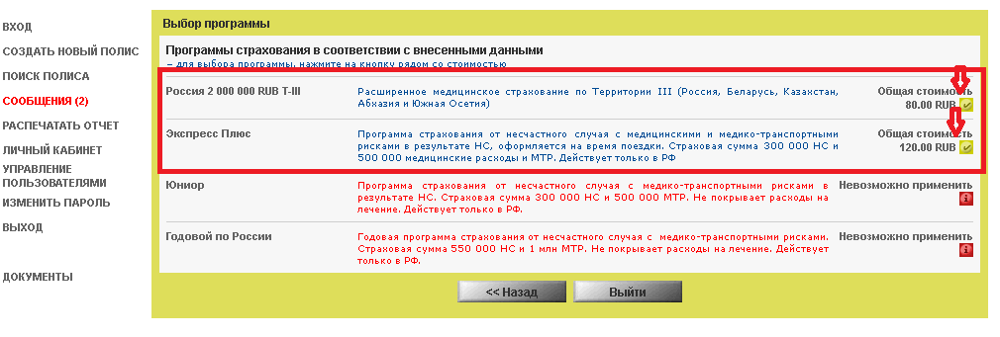 ВХОД
СОЗДАТЬ НОВЫЙ ПОЛИС
ПОИСК ПОЛИСА
СООБЩЕНИЯ (2)
РАСПЕЧАТАТЬ ОТЧЕТ
ЛИЧНЫЙ КАБИНЕТ
УПРАВЛЕНИЕ
ПОЛЬЗОВАТЕЛЯМИ
ИЗМЕНИТЬ ПАРОЛЬ
ВЫХОД
ДОКУМЕНТЫ
Выбор программы
Программы страхования в соответствии с внесенными данными
– для выбора программы, нажмите на кнопку рядом со стоимостью
Россия 2 000 000 RUB T-III
Расширенное медицинское страхование по Территории III (Россия, Беларусь, Казахстан,
Абхазия и Южная Осетия)
Общая стоимость
80.00 RUB
Экспресс Плюс
Программа страхования от несчастного случая с медицинскими и медико-транспортными
рисками в результате НС, оформляется на время поездки. Страховая сумма 300 000 НС и
500 000 медицинские расходы и МТР. Действует только в РФ
Общая стоимость
120.00 RUB
Юниор
Программа страхования от несчастного случая с медико-транспортными рисками в
результате НС. Страховая сумма 300 000 НС и 500 000 МТР. Не покрывает расходы на
лечение. Действует только в РФ.
Невозможно применить
Годовой по России
Годовая программа страхования от несчастного случая с медико-транспортными рисками.
Страховая сумма 550 000 НС и 1 млн МТР. Не покрывает расходы на лечение. Действует
только в РФ.
Невозможно применить
<< Назад
Выйти